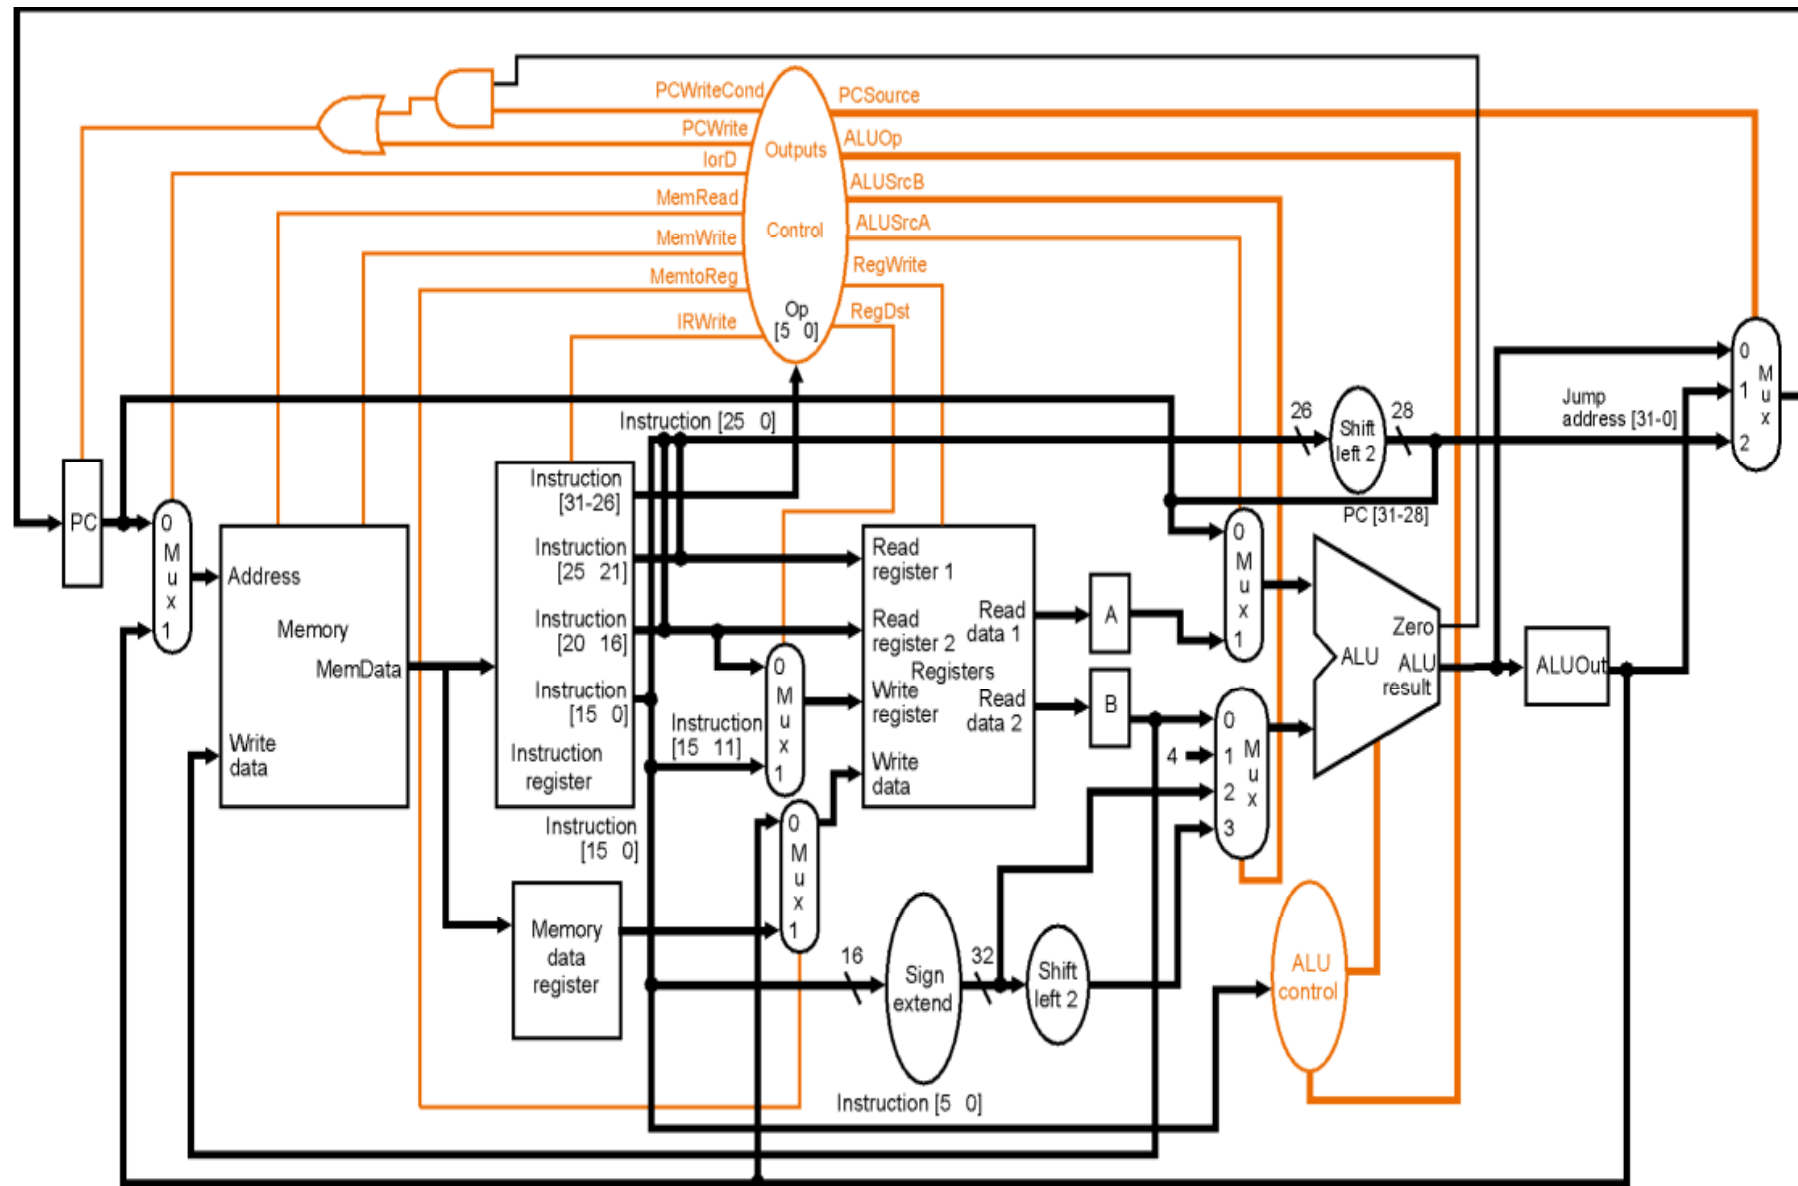 PCWriteCond
PCWrite
IorD
MemRead
MemWrite
MemtoReg
IRWrite
PCSource
ALUOp
ALUSrcB
ALUSrcA
RegWrite
RegDst
Outputs
Control
Op
[5 0]
Instruction [25 0]
26
Shift
left 2
28
Jump
address [31-0]
PC [31-28]
0
1
2
M
u
x
PC
0
M
u
x
1
Address
Memory
MemData
Write
data
Instruction
[31-26]
Instruction
[25 21]
Instruction
[20 16]
Instruction
[15 0]
Instruction
register
Instruction
[15 11]
Instruction
[15 0]
0
M
u
x
1
0
M
u
x
1
Memory
data
register
Read
register 1
Read
register 2
Registers
Write
register
Write
data
Read
data 1
Read
data 2
A
B
0
M
u
x
1
4
0
1
2
3
M
u
x
Zero
ALU
ALU
result
ALUOut
16
Sign
extend
32
Shift
left 2
ALU
control
Instruction [5 0]